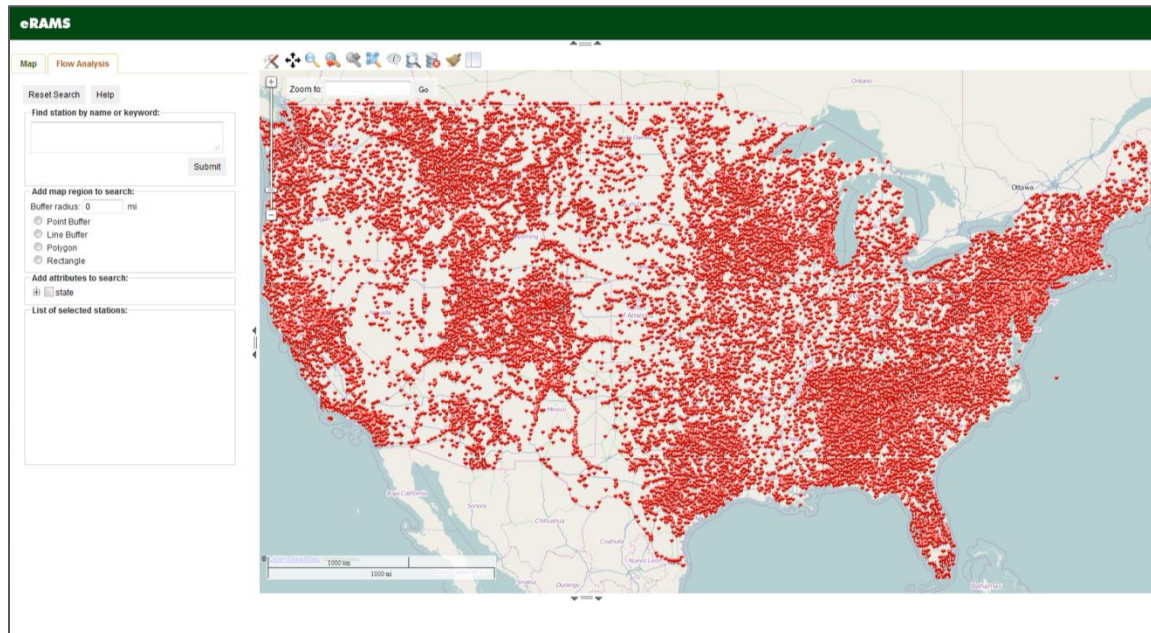 eRAMS
Map
Flow Analysis
Reset Search
Help
Find station by name or keyword:
Submit
Add map region to search:
Buffer radius: 0 mi
Point Buffer
Line Buffer
Polygon
Rectangle
Add attributes to search:
state
List of selected stations:
Zoom to:
Go
Ontario
Ottawa
Baja California
Sonora
Chihuahua
Coahuila
Nuevo León
Durango
Mexico
Bahamas
1000 km
1000 mi